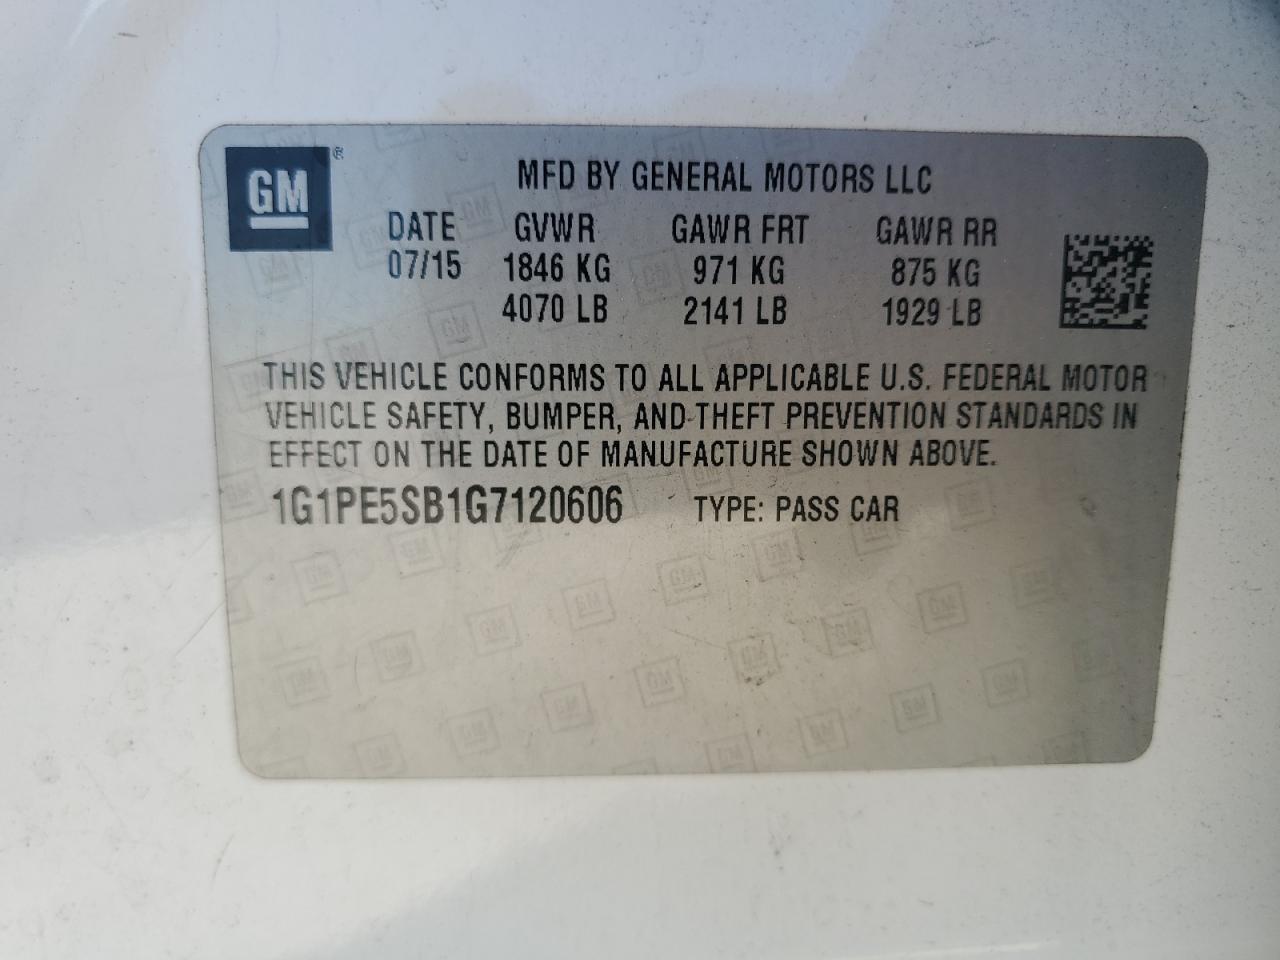 GM ®
MFD BY GENERAL MOTORS LLC
DATE GVWR GAWR FRT GAWR RR
07/15 1846 KG 971 KG 875 KG
4070 LB 2141 LB 1929 LB
THIS VEHICLE CONFORMS TO ALL APPLICABLE U.S. FEDERAL MOTOR
VEHICLE SAFETY, BUMPER, AND THEFT PREVENTION STANDARDS IN
EFFECT ON THE DATE OF MANUFACTURE SHOWN ABOVE.
1G1PE5SB1G7120606 TYPE: PASS CAR